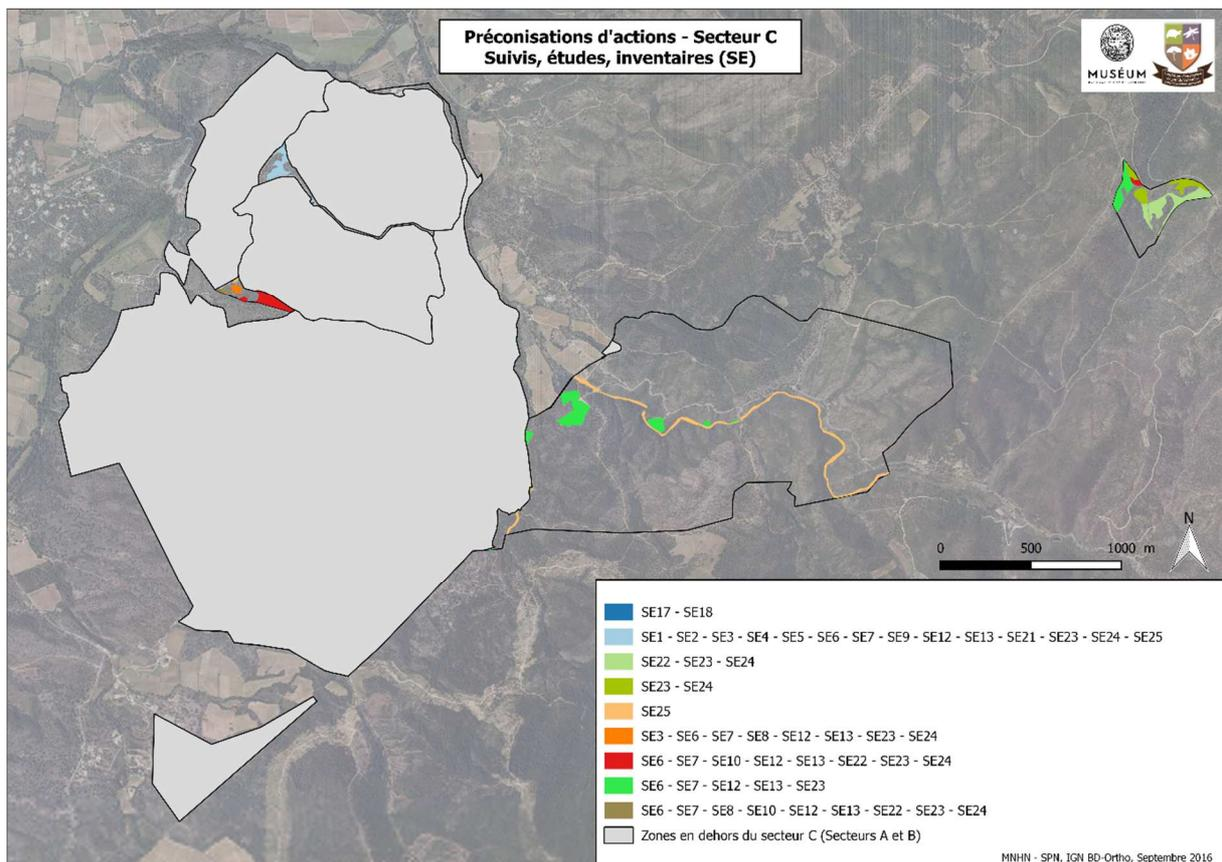 Préconisations d'actions - Secteur C
Suivis, études, inventaires (SE)
MUSÉUM
N
0 500 1000 m
SE17 - SE18
SE1 - SE2 - SE3 - SE4 - SE5 - SE6 - SE7 - SE9 - SE12 - SE13 - SE21 - SE23 - SE24 - SE25
SE22 - SE23 - SE24
SE23 - SE24
SE25
SE3 - SE6 - SE7 - SE8 - SE12 - SE13 - SE23 - SE24
SE6 - SE7 - SE10 - SE12 - SE13 - SE22 - SE23 - SE24
SE6 - SE7 - SE12 - SE13 - SE23
SE6 - SE7 - SE8 - SE10 - SE12 - SE13 - SE22 - SE23 - SE24
Zones en dehors du secteur C (Secteurs A et B)
MNHN - SPN, IGN BD-Ortho, Septembre 2016